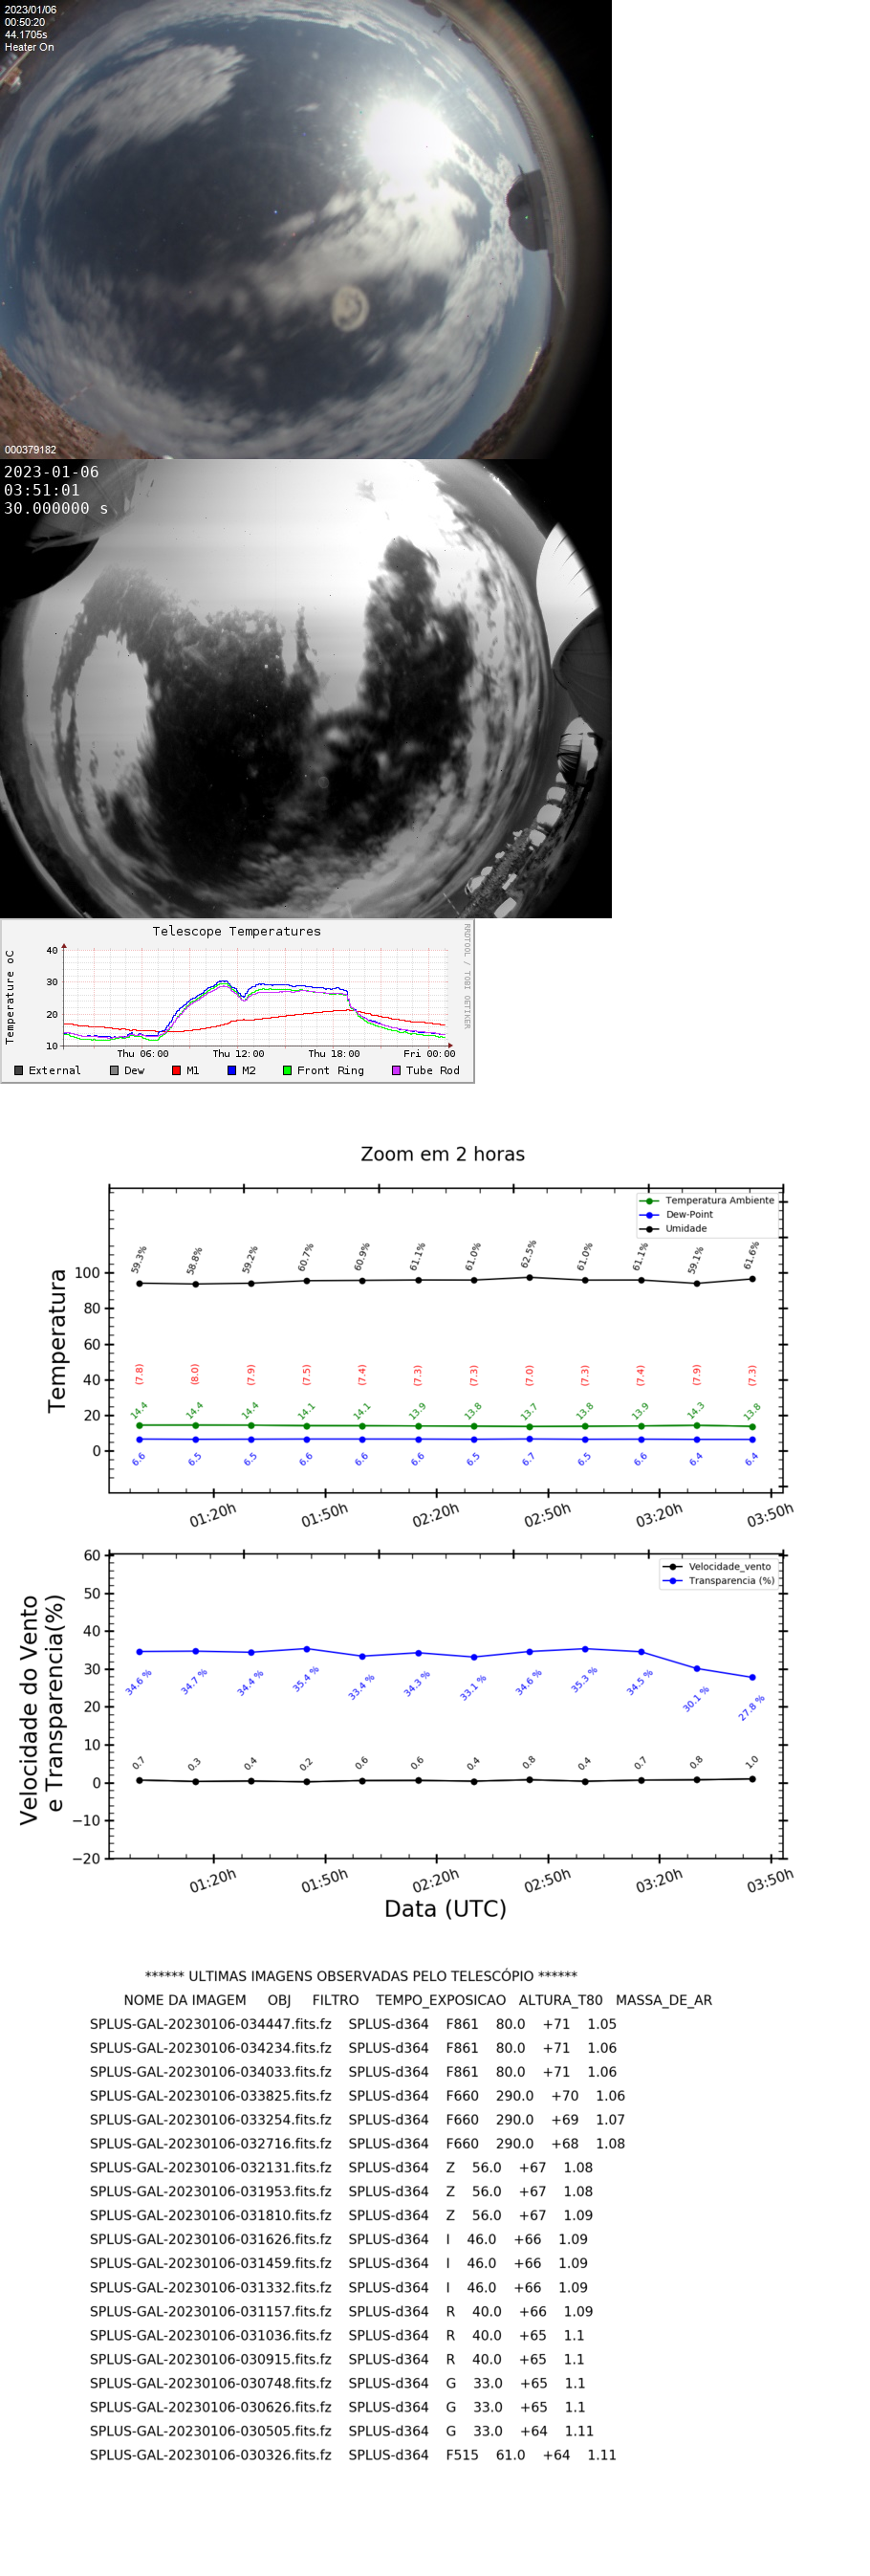 2023/01/06
00:50:20
44.1705s
Heater On
000379182
2023-01-06
03:51:01
30.000000 s
Telescope Temperatures
RRDTOOL / TOBI OETIKER
Temperature oC
40
30
20
10
Thu 06:00 Thu 12:00 Thu 18:00 Fri 00:00
External Dew M1 M2 Front Ring Tube Rod
Zoom em 2 horas
Temperatura Ambiente
Dew-Point
Umidade
Temperatura
100
80
60
40
20
0
59.3% 58.8% 59.2% 60.7% 60.9% 61.1% 61.0% 62.5% 61.0% 61.1% 59.1% 61.6%
(7.8) (8.0) (7.9) (7.5) (7.4) (7.3) (7.3) (7.0) (7.3) (7.4) (7.9) (7.3)
14.4 14.4 14.4 14.1 14.1 13.9 13.8 13.7 13.8 13.9 14.3 13.8
6.6 6.5 6.5 6.6 6.6 6.6 6.5 6.7 6.5 6.6 6.4 6.4
01:20h 01:50h 02:20h 02:50h 03:20h 03:50h
Velocidade_vento
Transparencia (%)
Velocidade do Vento
e Transparencia(%)
60
50
40
30
20
10
0
−10
−20
34.6 % 34.7 % 34.4 % 35.4 % 33.4 % 34.3 % 33.1 % 34.6 % 35.3 % 34.5 % 30.1 % 27.8 %
0.7 0.3 0.4 0.2 0.6 0.6 0.4 0.8 0.4 0.7 0.8 1.0
01:20h 01:50h 02:20h 02:50h 03:20h 03:50h
Data (UTC)
****** ULTIMAS IMAGENS OBSERVADAS PELO TELESCÓPIO ******
NOME DA IMAGEM OBJ FILTRO TEMPO_EXPOSICAO ALTURA_T80 MASSA_DE_AR
SPLUS-GAL-20230106-034447.fits.fz SPLUS-d364 F861 80.0 +71 1.05
SPLUS-GAL-20230106-034234.fits.fz SPLUS-d364 F861 80.0 +71 1.06
SPLUS-GAL-20230106-034033.fits.fz SPLUS-d364 F861 80.0 +71 1.06
SPLUS-GAL-20230106-033825.fits.fz SPLUS-d364 F660 290.0 +70 1.06
SPLUS-GAL-20230106-033254.fits.fz SPLUS-d364 F660 290.0 +69 1.07
SPLUS-GAL-20230106-032716.fits.fz SPLUS-d364 F660 290.0 +68 1.08
SPLUS-GAL-20230106-032131.fits.fz SPLUS-d364 Z 56.0 +67 1.08
SPLUS-GAL-20230106-031953.fits.fz SPLUS-d364 Z 56.0 +67 1.08
SPLUS-GAL-20230106-031810.fits.fz SPLUS-d364 Z 56.0 +67 1.09
SPLUS-GAL-20230106-031626.fits.fz SPLUS-d364 I 46.0 +66 1.09
SPLUS-GAL-20230106-031459.fits.fz SPLUS-d364 I 46.0 +66 1.09
SPLUS-GAL-20230106-031332.fits.fz SPLUS-d364 I 46.0 +66 1.09
SPLUS-GAL-20230106-031157.fits.fz SPLUS-d364 R 40.0 +66 1.09
SPLUS-GAL-20230106-031036.fits.fz SPLUS-d364 R 40.0 +65 1.1
SPLUS-GAL-20230106-030915.fits.fz SPLUS-d364 R 40.0 +65 1.1
SPLUS-GAL-20230106-030748.fits.fz SPLUS-d364 G 33.0 +65 1.1
SPLUS-GAL-20230106-030626.fits.fz SPLUS-d364 G 33.0 +65 1.1
SPLUS-GAL-20230106-030505.fits.fz SPLUS-d364 G 33.0 +64 1.11
SPLUS-GAL-20230106-030326.fits.fz SPLUS-d364 F515 61.0 +64 1.11